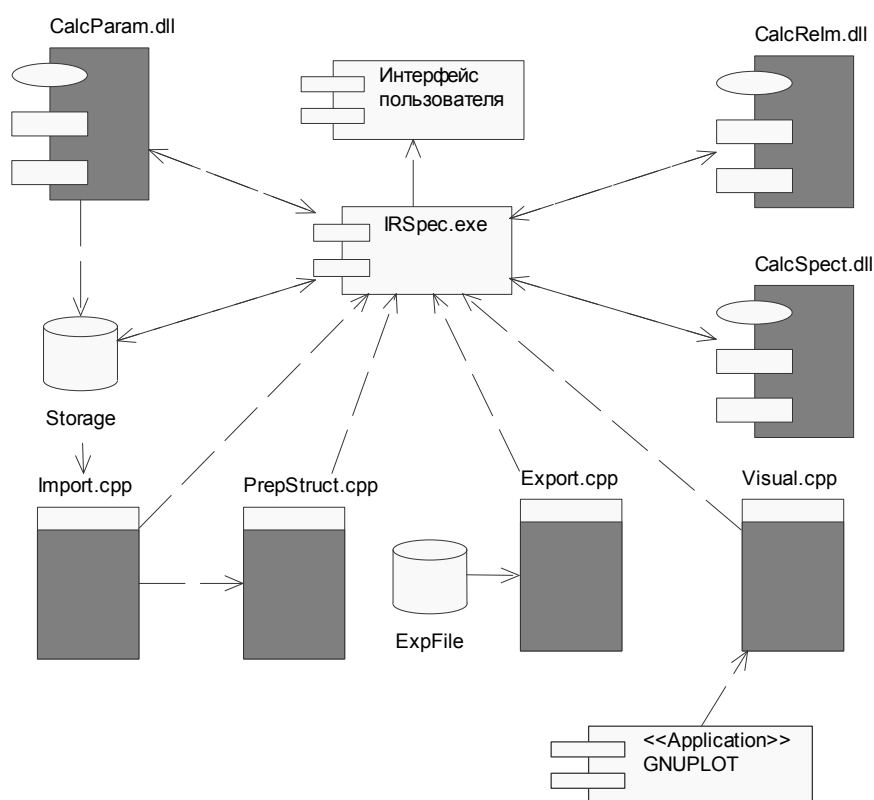 CalcParam.dll
CalcRelm.dll
Интерфейс
пользователя
IRSpec.exe
CalcSpect.dll
Storage
Import.cpp
PrepStruct.cpp
Export.cpp
Visual.cpp
ExpFile
<<Application>>
GNUPLOT